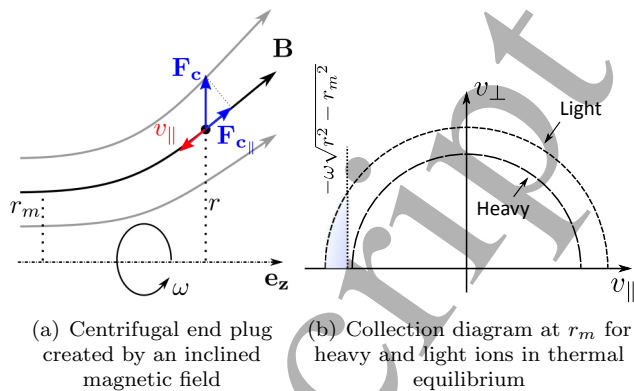 F_c
B
v_∥
F_c∥
r_m
r
ω
e_z
−ω√r² − r_m²
v_⊥
Light
Heavy
v_∥
(a) Centrifugal end plug
created by an inclined
magnetic field
(b) Collection diagram at r_m for
heavy and light ions in thermal
equilibrium
cript